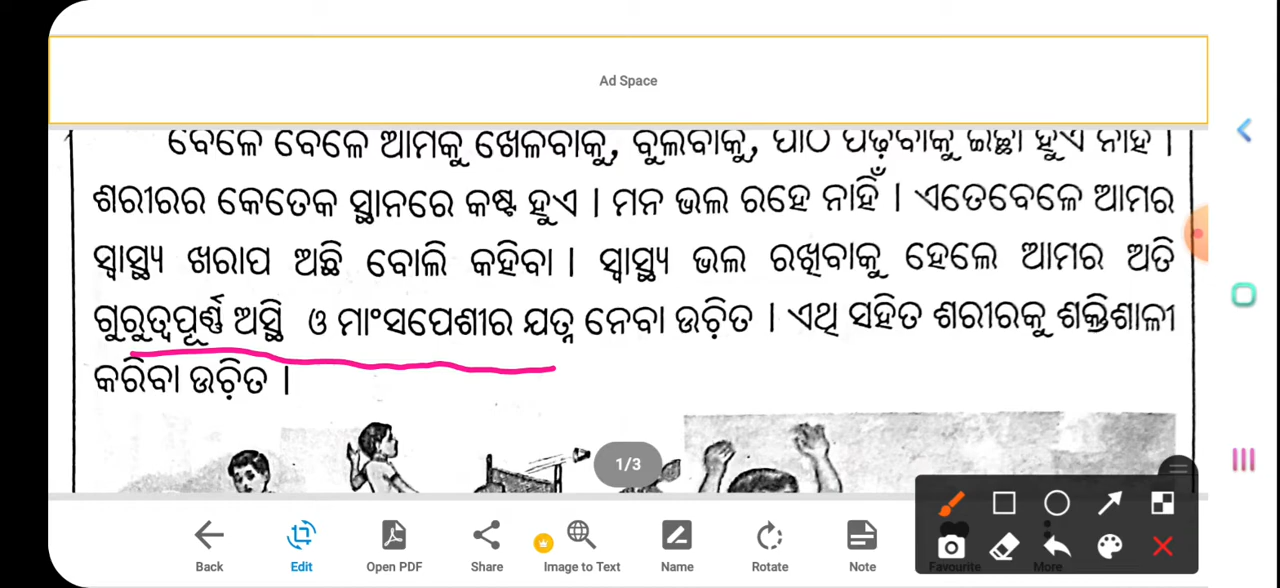 Ad Space
ବେଳେ ବେଳେ ଆମକୁ ଖେଳବାକୁ, ବୁଲବାକୁ, ପାଠ ପଢ଼ବାକୁ ଇଚ୍ଛା ହୁଏ ନାହିଁ ।
ଶରୀରର କେତେକ ସ୍ଥାନରେ କଷ୍ଟ ହୁଏ । ମନ ଭଲ ରହେ ନାହିଁ । ଏତେବେଳେ ଆମର
ସ୍ୱାସ୍ଥ୍ୟ ଖରାପ ଅଛି ବୋଲି କହିବା । ସ୍ୱାସ୍ଥ୍ୟ ଭଲ ରଖିବାକୁ ହେଲେ ଆମର ଅତି
ଗୁରୁତ୍ୱପୂର୍ଣ୍ଣ ଅସ୍ଥି ଓ ମାଂସପେଶୀର ଯତ୍ନ ନେବା ଉଚିତ । ଏଥି ସହିତ ଶରୀରକୁ ଶକ୍ତିଶାଳୀ
କରିବା ଉଚିତ ।
1/3
Back Edit Open PDF Share Image to Text Name Rotate Note Favourite More